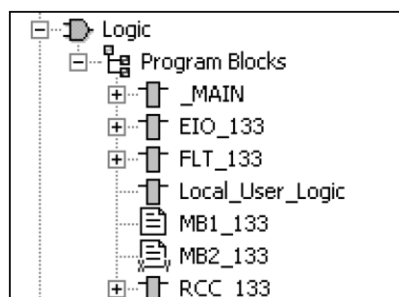 Logic
Program Blocks
_MAIN
EIO_133
FLT_133
Local_User_Logic
MB1_133
MB2_133
RCC_133